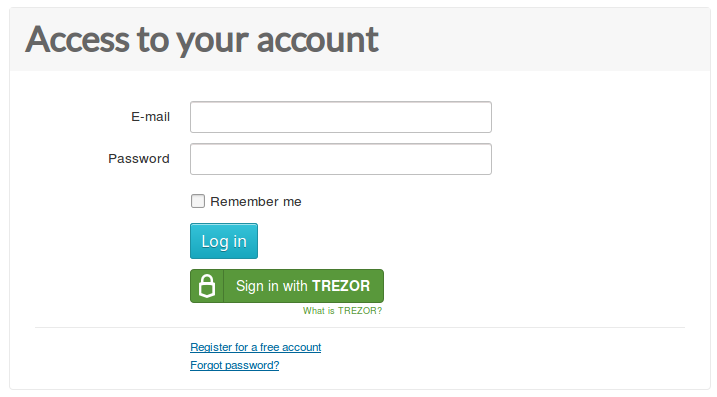 Access to your account
E-mail
Password
Remember me
Log in
Sign in with TREZOR
What is TREZOR?
Register for a free account
Forgot password?